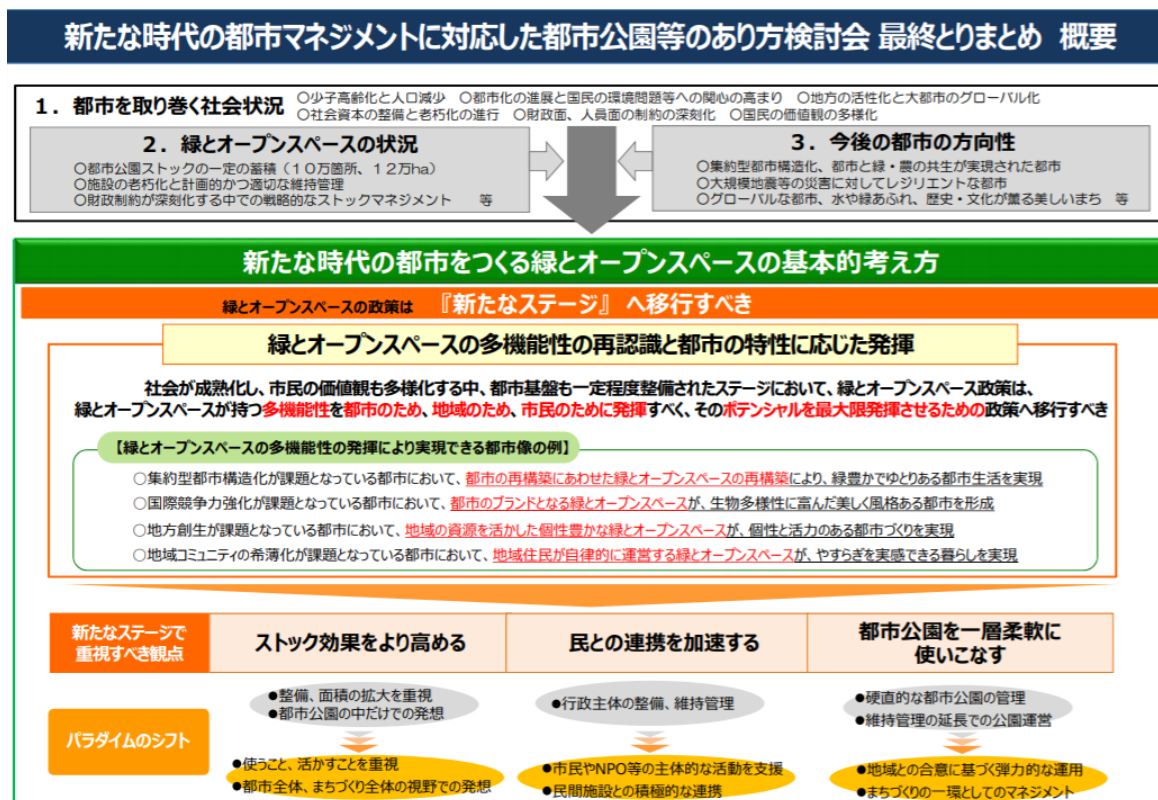 新たな時代の都市マネジメントに対応した都市公園等のあり方検討会 最終とりまとめ 概要
1．都市を取り巻く社会状況
○少子高齢化と人口減少 ○都市化の進展と国民の環境問題等への関心の高まり ○地方の活性化と大都市のグローバル化
○社会資本の整備と老朽化の進行 ○財政面、人員面の制約の深刻化 ○国民の価値観の多様化
2．緑とオープンスペースの状況
○都市公園ストックの一定の蓄積（１０万箇所、１２万ha）
○施設の老朽化と計画的かつ適切な維持管理
○財政制約が深刻化する中での戦略的なストックマネジメント 等
3．今後の都市の方向性
○集約型都市構造化、都市と緑・農の共生が実現された都市
○大規模地震等の災害に対してレジリエントな都市
○グローバルな都市、水や緑あふれ、歴史・文化が薫る美しいまち 等
新たな時代の都市をつくる緑とオープンスペースの基本的考え方
緑とオープンスペースの政策は 『新たなステージ』 へ移行すべき
緑とオープンスペースの多機能性の再認識と都市の特性に応じた発揮
社会が成熟化し、市民の価値観も多様化する中、都市基盤も一定程度整備されたステージにおいて、緑とオープンスペース政策は、
緑とオープンスペースが持つ多機能性を都市のため、地域のため、市民のために発揮すべく、そのポテンシャルを最大限発揮させるための政策へ移行すべき
【緑とオープンスペースの多機能性の発揮により実現できる都市像の例】
○集約型都市構造化が課題となっている都市において、都市の再構築にあわせた緑とオープンスペースの再構築により、緑豊かでゆとりある都市生活を実現
○国際競争力強化が課題となっている都市において、都市のブランドとなる緑とオープンスペースが、生物多様性に富んだ美しく風格ある都市を形成
○地方創生が課題となっている都市において、地域の資源を活かした個性豊かな緑とオープンスペースが、個性と活力のある都市づくりを実現
○地域コミュニティの希薄化が課題となっている都市において、地域住民が自律的に運営する緑とオープンスペースが、やすらぎを実感できる暮らしを実現
新たなステージで
重視すべき観点
ストック効果をより高める
民との連携を加速する
都市公園を一層柔軟に
使いこなす
パラダイムのシフト
●整備、面積の拡大を重視
●都市公園の中だけでの発想
●使うこと、活かすことを重視
●都市全体、まちづくり全体の視野での発想
●行政主体の整備、維持管理
●市民やNPO等の主体的な活動を支援
●民間施設との積極的な連携
●硬直的な都市公園の管理
●維持管理の延長での公園運営
●地域との合意に基づく弾力的な運用
●まちづくりの一環としてのマネジメント